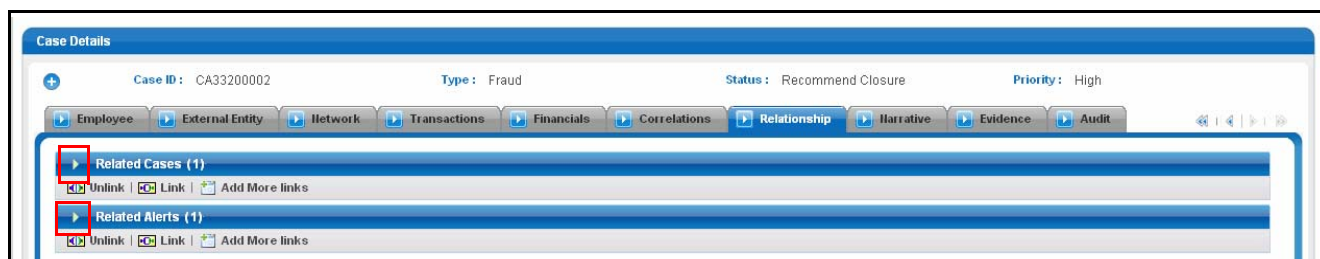 Case Details
Case ID : CA33200002 Type : Fraud Status : Recommend Closure Priority : High
Employee External Entity Network Transactions Financials Correlations Relationship Narrative Evidence Audit
Related Cases (1)
Unlink | Link | Add More links
Related Alerts (1)
Unlink | Link | Add More links